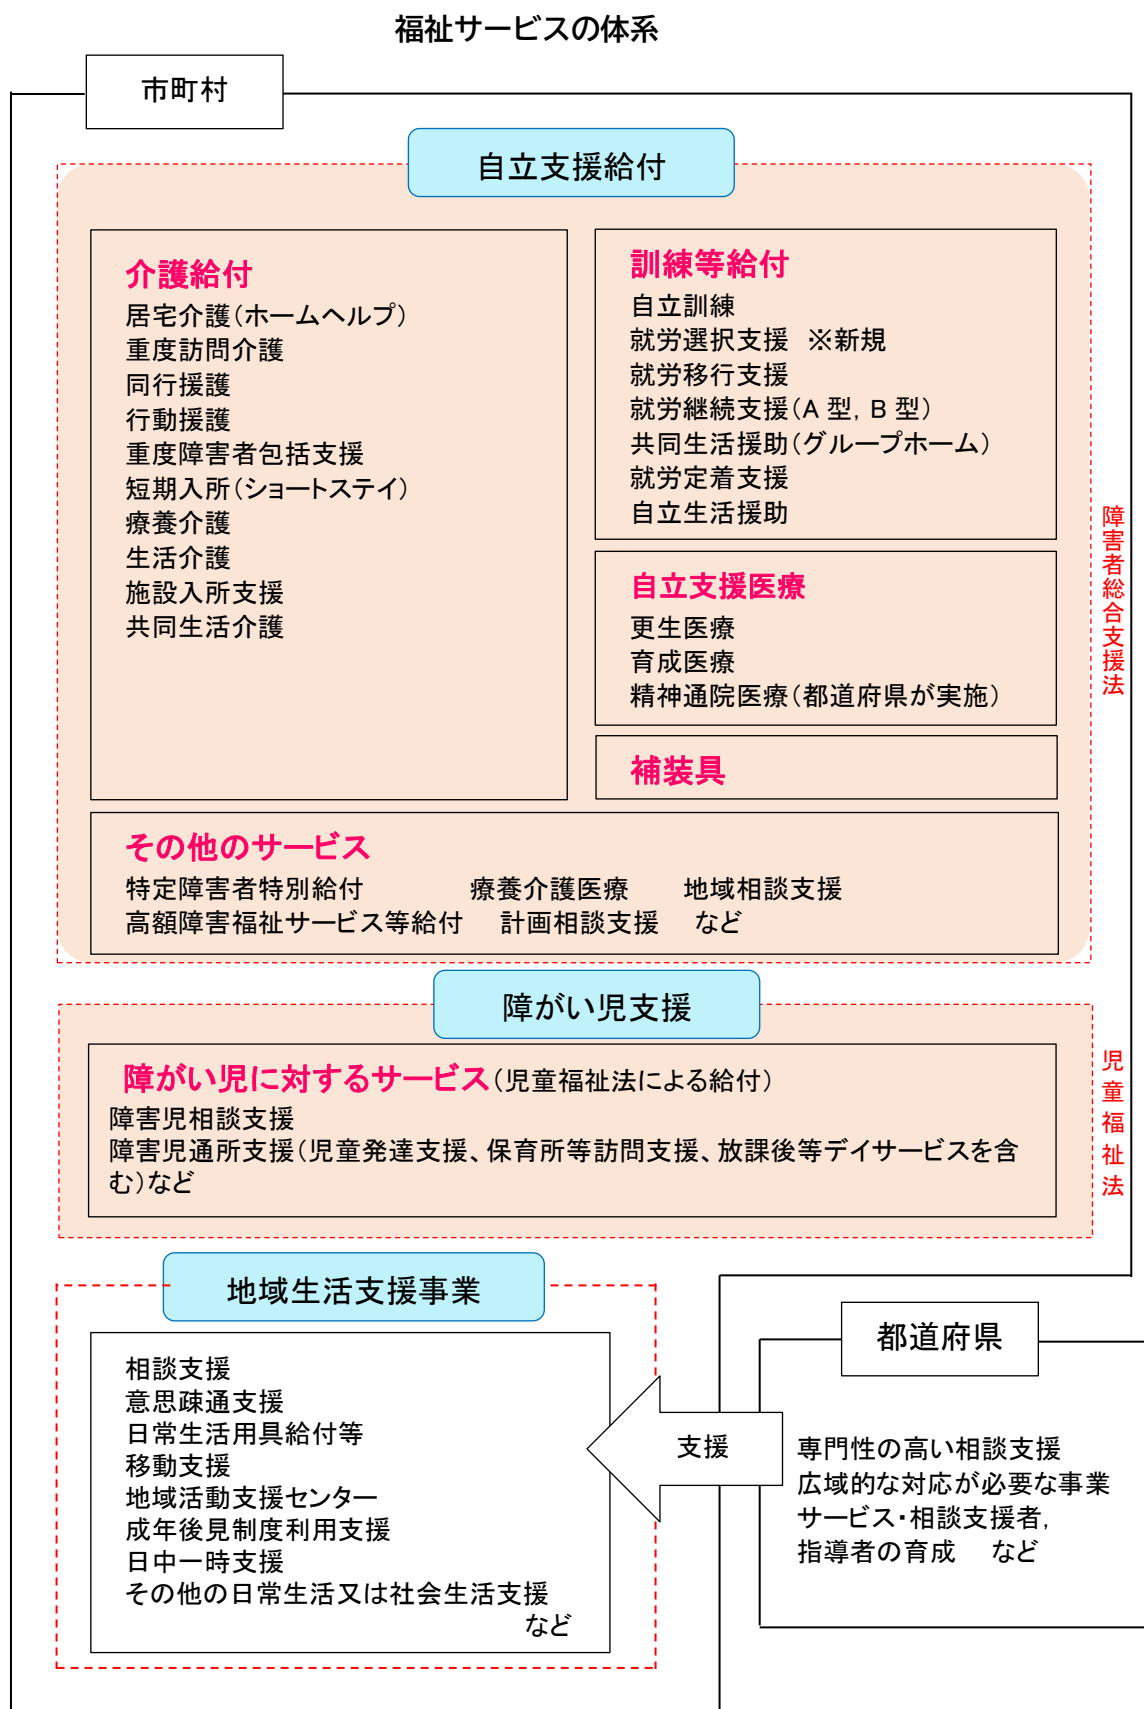 福祉サービスの体系
市町村
自立支援給付
介護給付
居宅介護(ホームヘルプ)
重度訪問介護
同行援護
行動援護
重度障害者包括支援
短期入所(ショートステイ)
療養介護
生活介護
施設入所支援
共同生活介護
訓練等給付
自立訓練
就労選択支援 ※新規
就労移行支援
就労継続支援(A 型, B 型)
共同生活援助(グループホーム)
就労定着支援
自立生活援助
自立支援医療
更生医療
育成医療
精神通院医療(都道府県が実施)
補装具
その他のサービス
特定障害者特別給付 療養介護医療 地域相談支援
高額障害福祉サービス等給付 計画相談支援 など
障害者総合支援法
障がい児支援
障がい児に対するサービス(児童福祉法による給付)
障害児相談支援
障害児通所支援(児童発達支援、保育所等訪問支援、放課後等デイサービスを含
む)など
児童福祉法
地域生活支援事業
相談支援
意思疎通支援
日常生活用具給付等
移動支援
地域活動支援センター
成年後見制度利用支援
日中一時支援
その他の日常生活又は社会生活支援
など
支援
都道府県
専門性の高い相談支援
広域的な対応が必要な事業
サービス・相談支援者,
指導者の育成 など